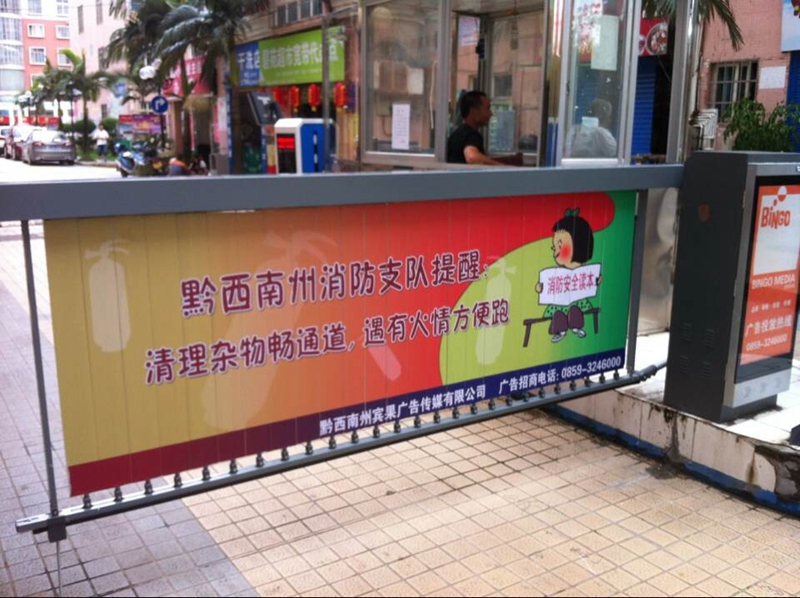 干洗店
黔西南州消防支队提醒:
清理杂物畅通道, 遇有火情方便跑
消防安全读本
黔西南州宾果广告传媒有限公司 广告招商电话: 0859-3246000
BINGO
BINGO MEDIA
广告投放热线
0859-3246000
P